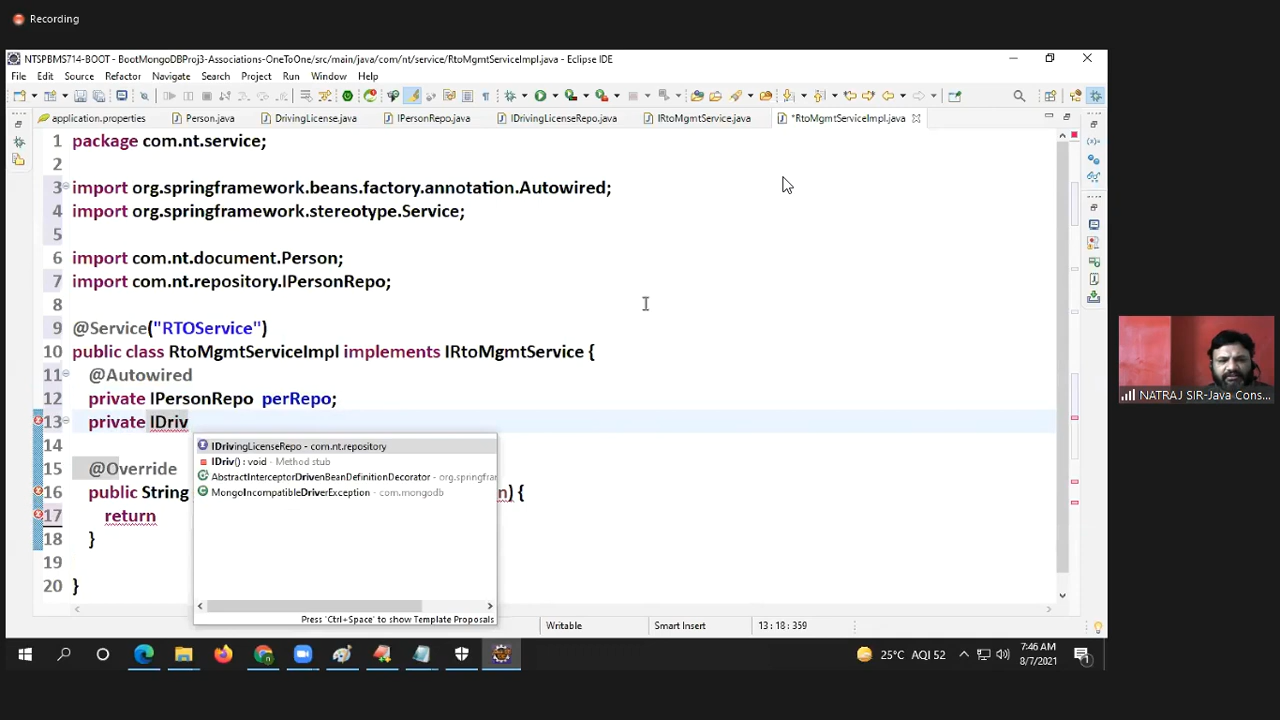 Recording
NTSPBMS714-BOOT - BootMongoDBProj3-Associations-OneToOne/src/main/java/com/nt/service/RtoMgmtServiceImpl.java - Eclipse IDE
File Edit Source Refactor Navigate Search Project Run Window Help
application.properties Person.java DrivingLicense.java IPersonRepo.java IDrivingLicenseRepo.java IRtoMgmtService.java *RtoMgmtServiceImpl.java
1 package com.nt.service;
2
3 import org.springframework.beans.factory.annotation.Autowired;
4 import org.springframework.stereotype.Service;
5
6 import com.nt.document.Person;
7 import com.nt.repository.IPersonRepo;
8
9 @Service("RTOService")
10 public class RtoMgmtServiceImpl implements IRtoMgmtService {
11 @Autowired
12 private IPersonRepo perRepo;
13 private IDriv
14
IDrivingLicenseRepo - com.nt.repository
IDriv() : void - Method stub
AbstractInterceptorDrivenBeanDefinitionDecorator - org.springfram
MongoIncompatibleDriverException - com.mongodb
Press 'Ctrl+Space' to show Template Proposals
15 @Override
16 public String n) {
17 return
18 }
19
20 }
Writable Smart Insert 13 : 18 : 359
NATRAJ SIR-Java Cons...
25°C AQI 52
7:46 AM
8/7/2021
1